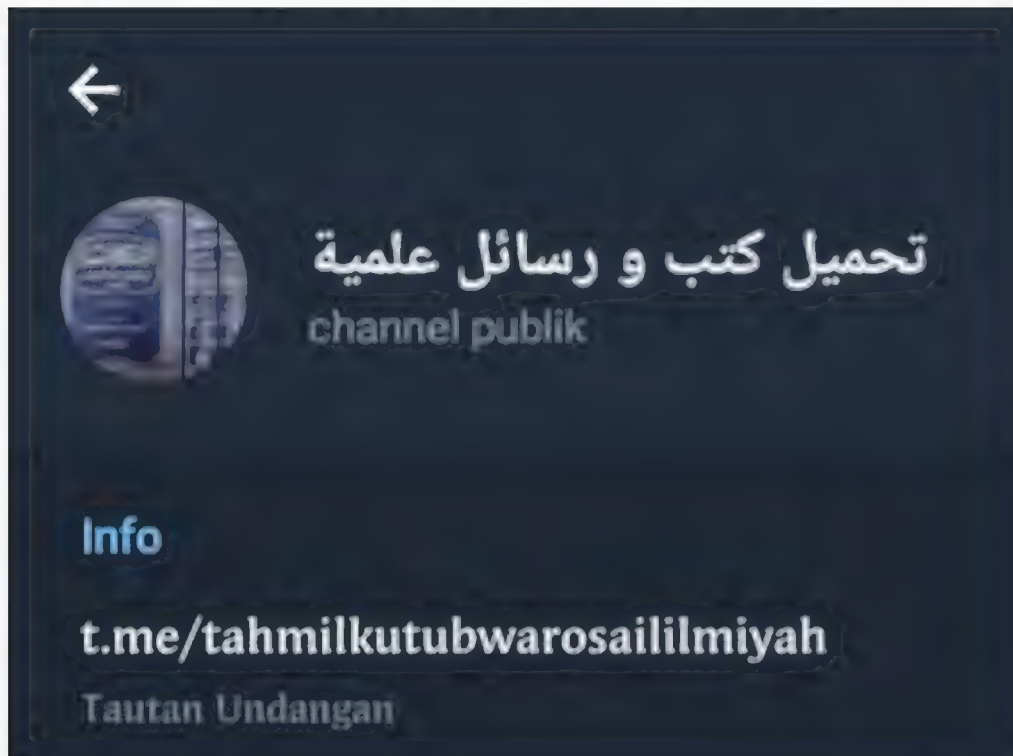 تحميل كتب و رسائل علمية
channel publik
Info
t.me/tahmilkutubwarosaililmiyah
Tautan Undangan